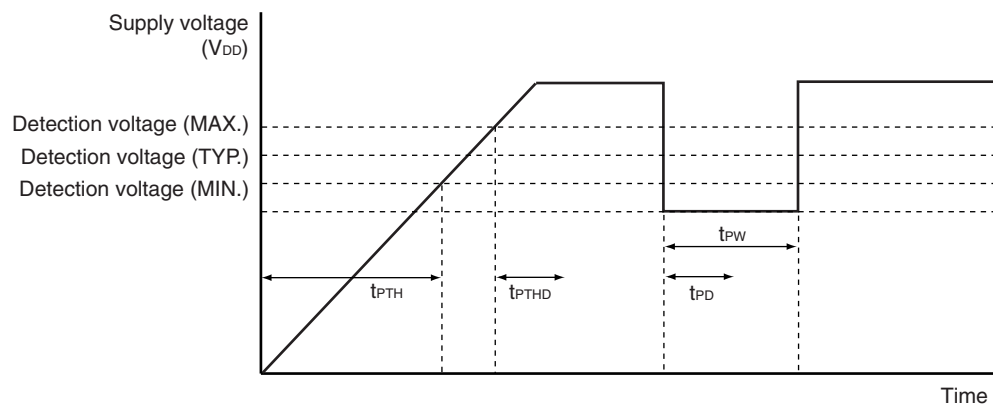 Supply voltage
(VDD)
Detection voltage (MAX.)
Detection voltage (TYP.)
Detection voltage (MIN.)
tPW
tPTH
tPTHD
tPD
Time